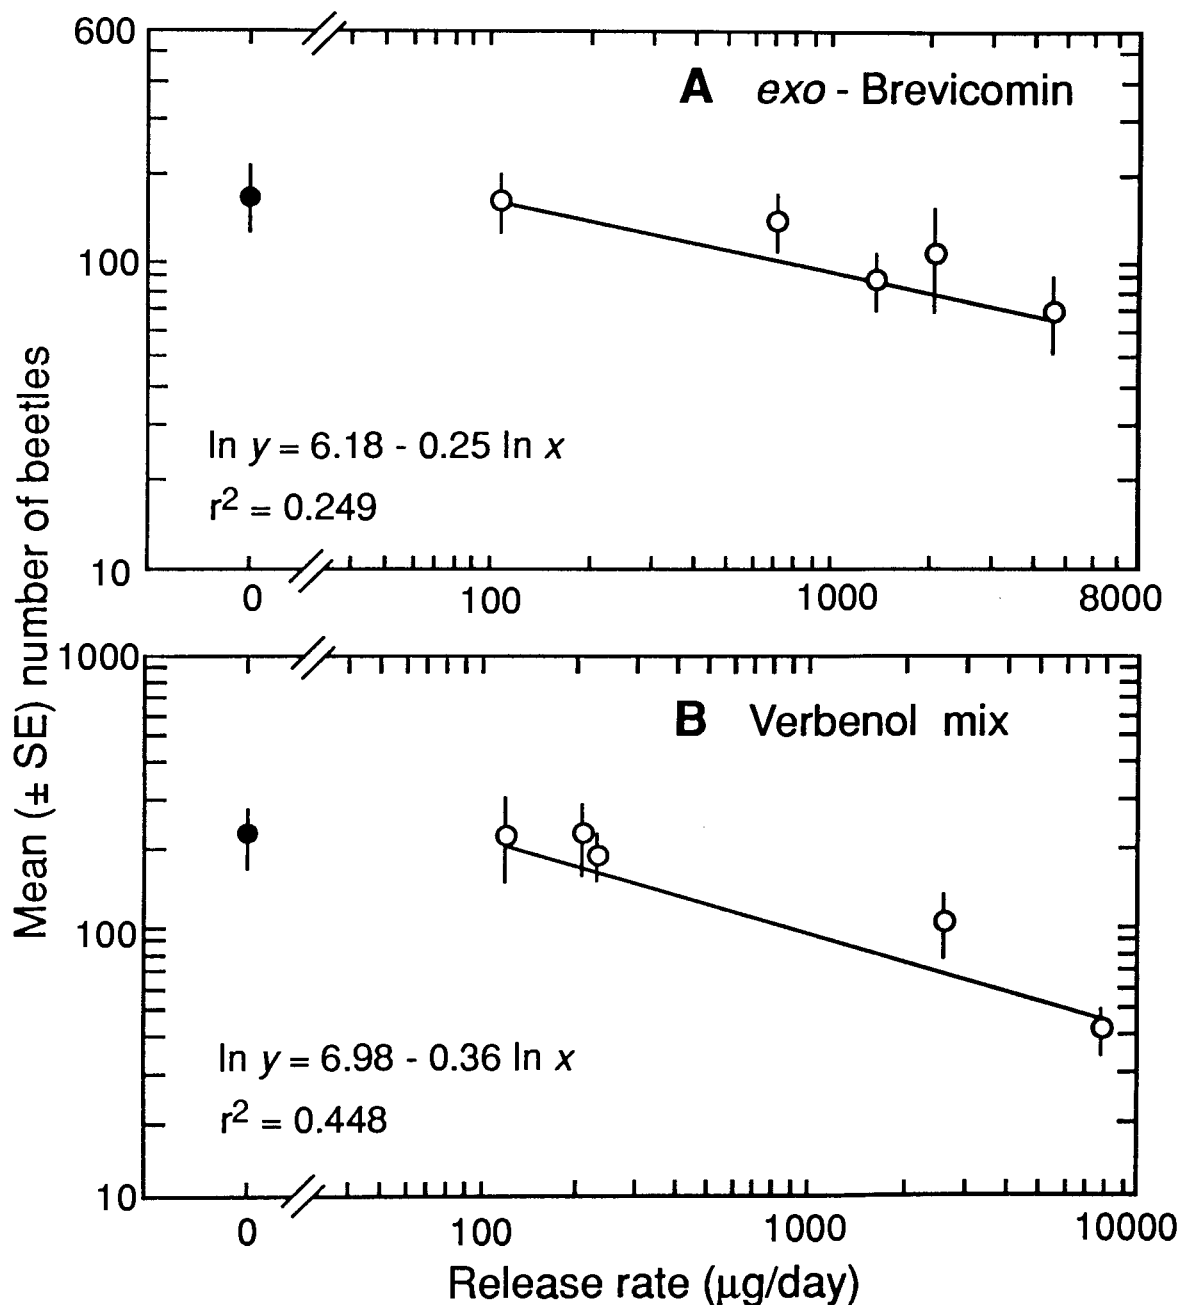 600
A exo - Brevicomin
100
ln y = 6.18 - 0.25 ln x
r2 = 0.249
10
0 100 1000 8000
Mean (± SE) number of beetles
1000
B Verbenol mix
100
ln y = 6.98 - 0.36 ln x
r2 = 0.448
10
0 100 1000 10000
Release rate (μg/day)